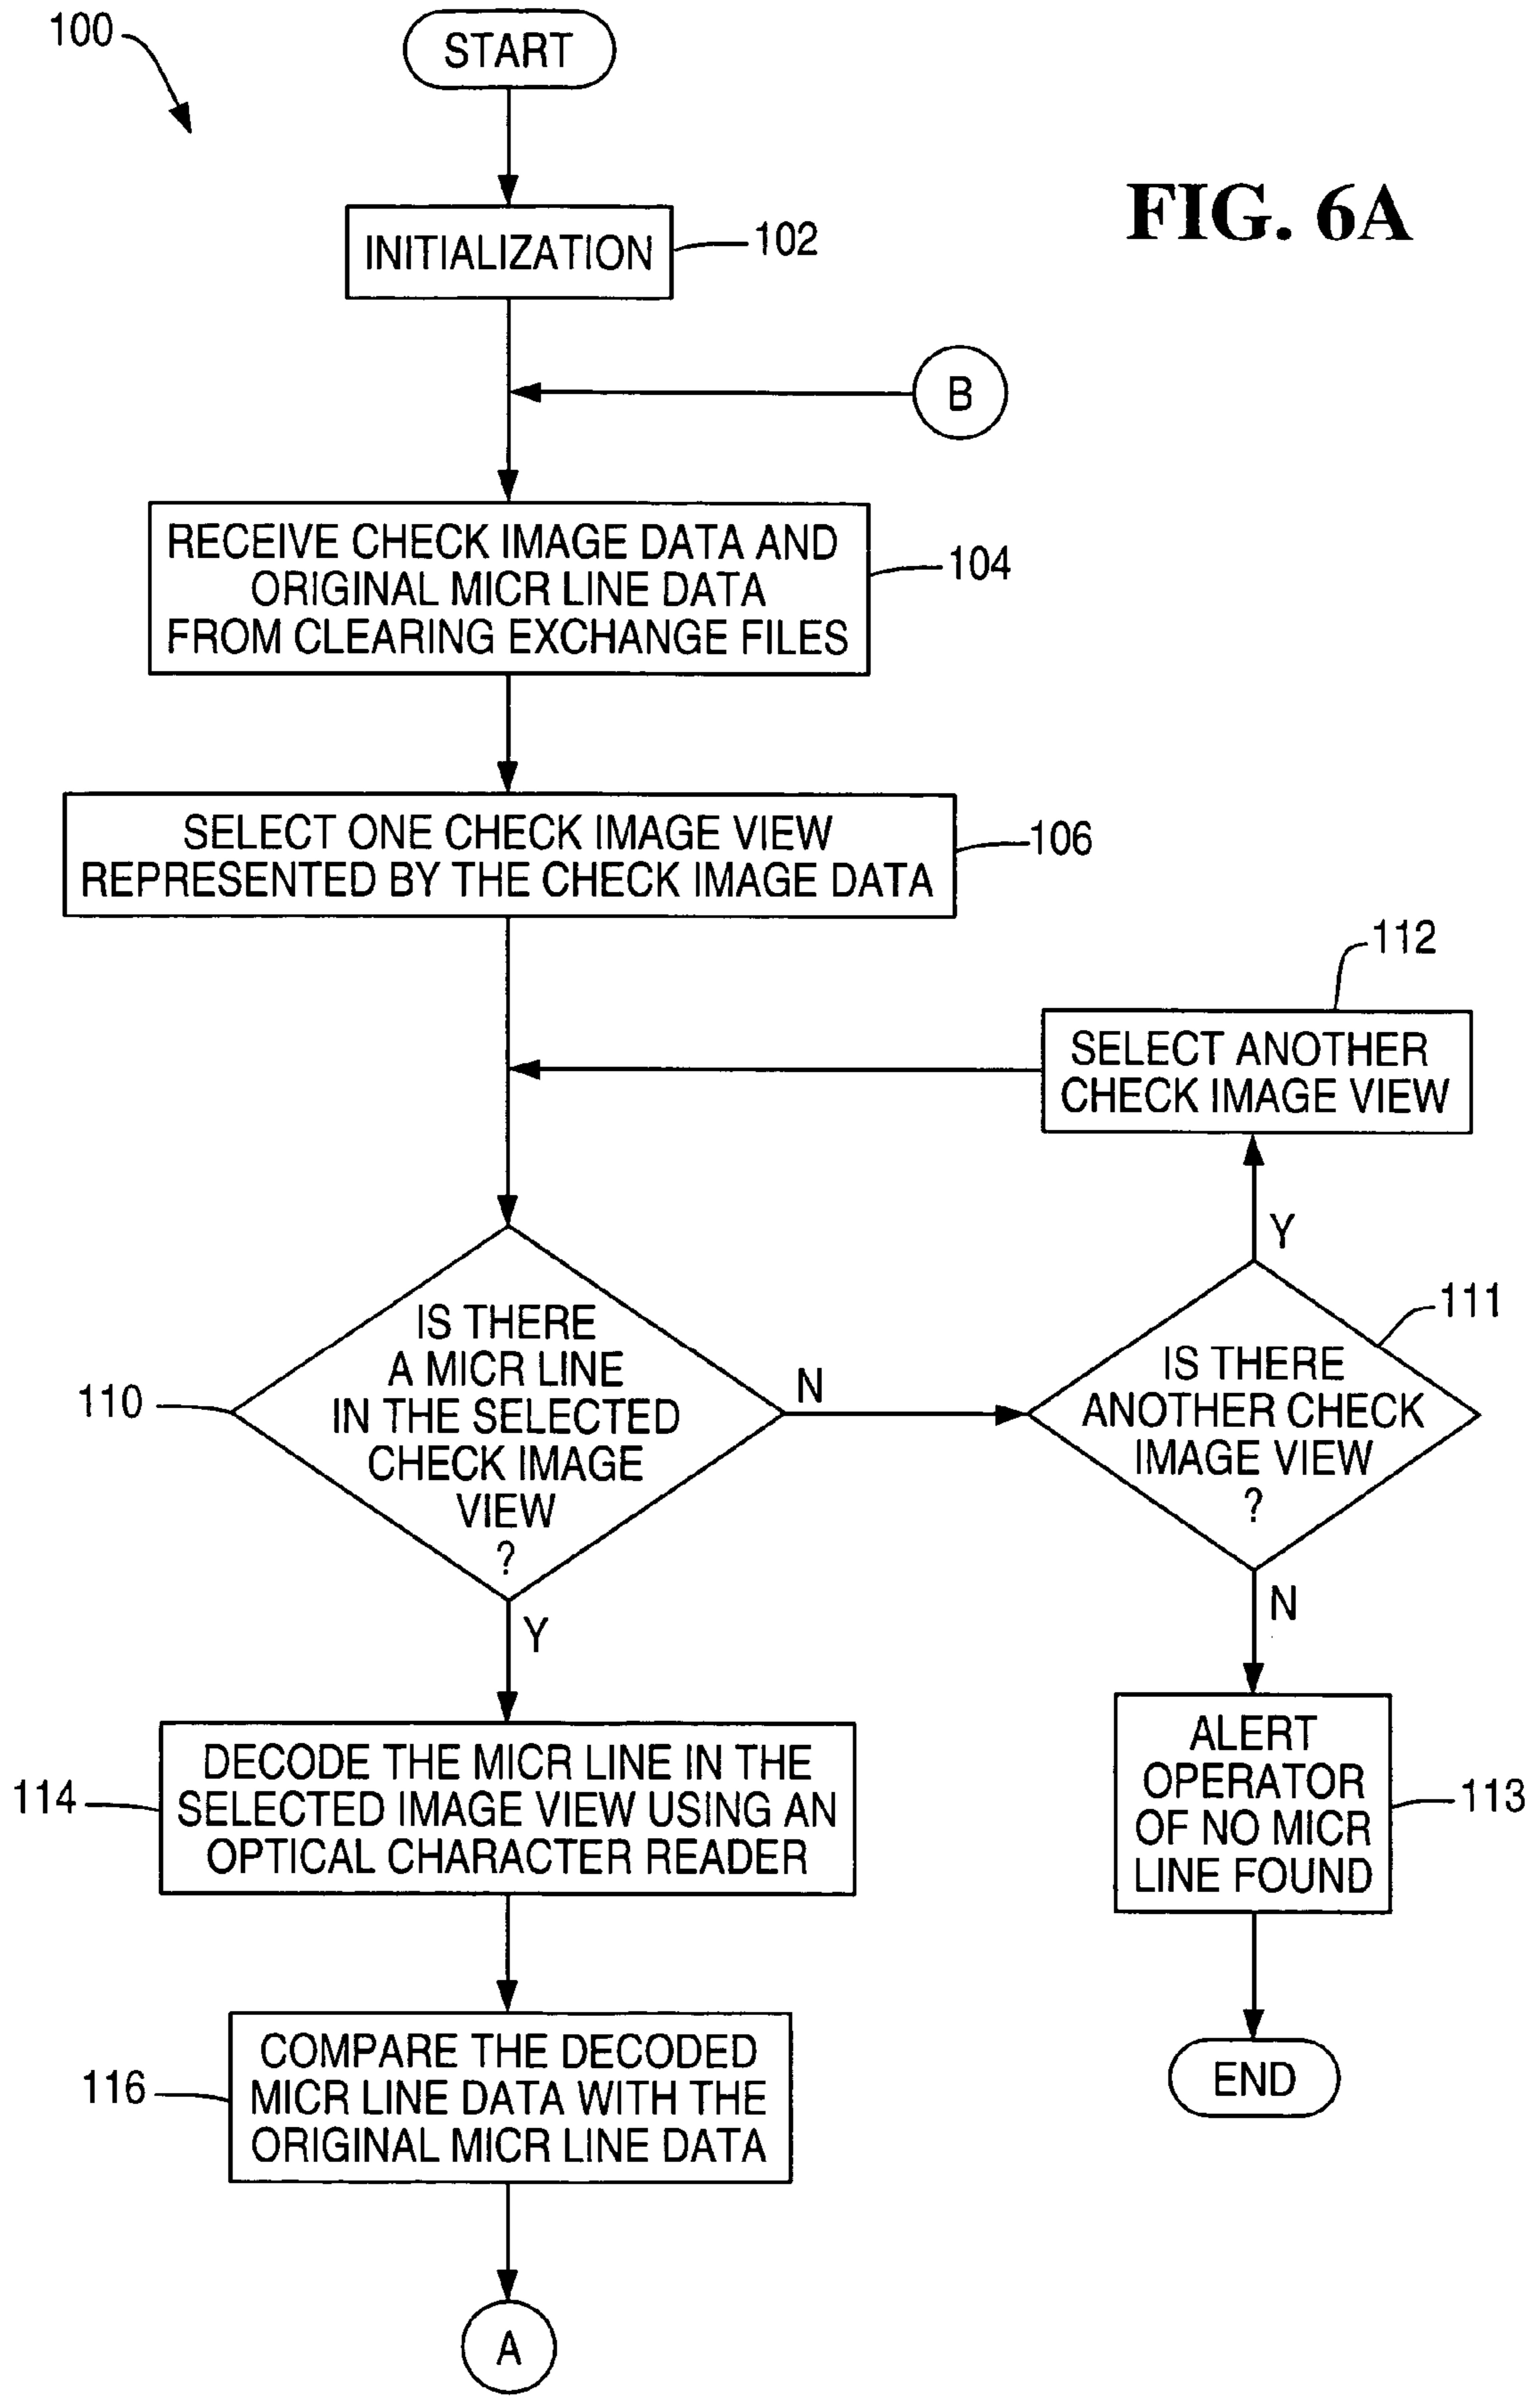 100
START
FIG. 6A
INITIALIZATION
102
B
RECEIVE CHECK IMAGE DATA AND
ORIGINAL MICR LINE DATA
FROM CLEARING EXCHANGE FILES
104
SELECT ONE CHECK IMAGE VIEW
REPRESENTED BY THE CHECK IMAGE DATA
106
112
SELECT ANOTHER
CHECK IMAGE VIEW
Y
111
IS THERE
A MICR LINE
IN THE SELECTED
CHECK IMAGE
VIEW
?
110
N
IS THERE
ANOTHER CHECK
IMAGE VIEW
?
Y
N
DECODE THE MICR LINE IN THE
SELECTED IMAGE VIEW USING AN
OPTICAL CHARACTER READER
114
ALERT
OPERATOR
OF NO MICR
LINE FOUND
113
COMPARE THE DECODED
MICR LINE DATA WITH THE
ORIGINAL MICR LINE DATA
116
END
A